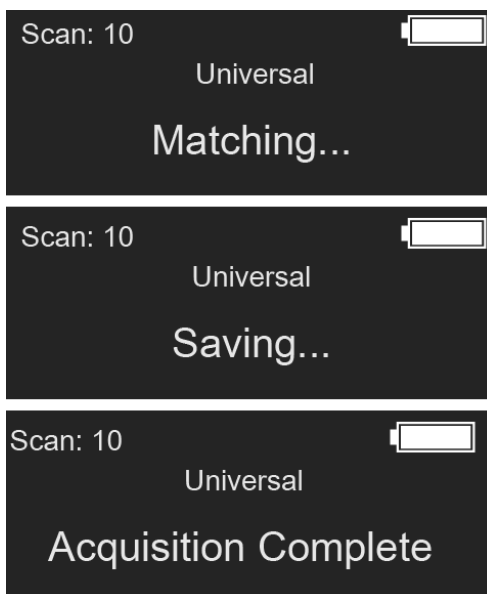 Scan: 10
Universal
Matching...
Scan: 10
Universal
Saving...
Scan: 10
Universal
Acquisition Complete